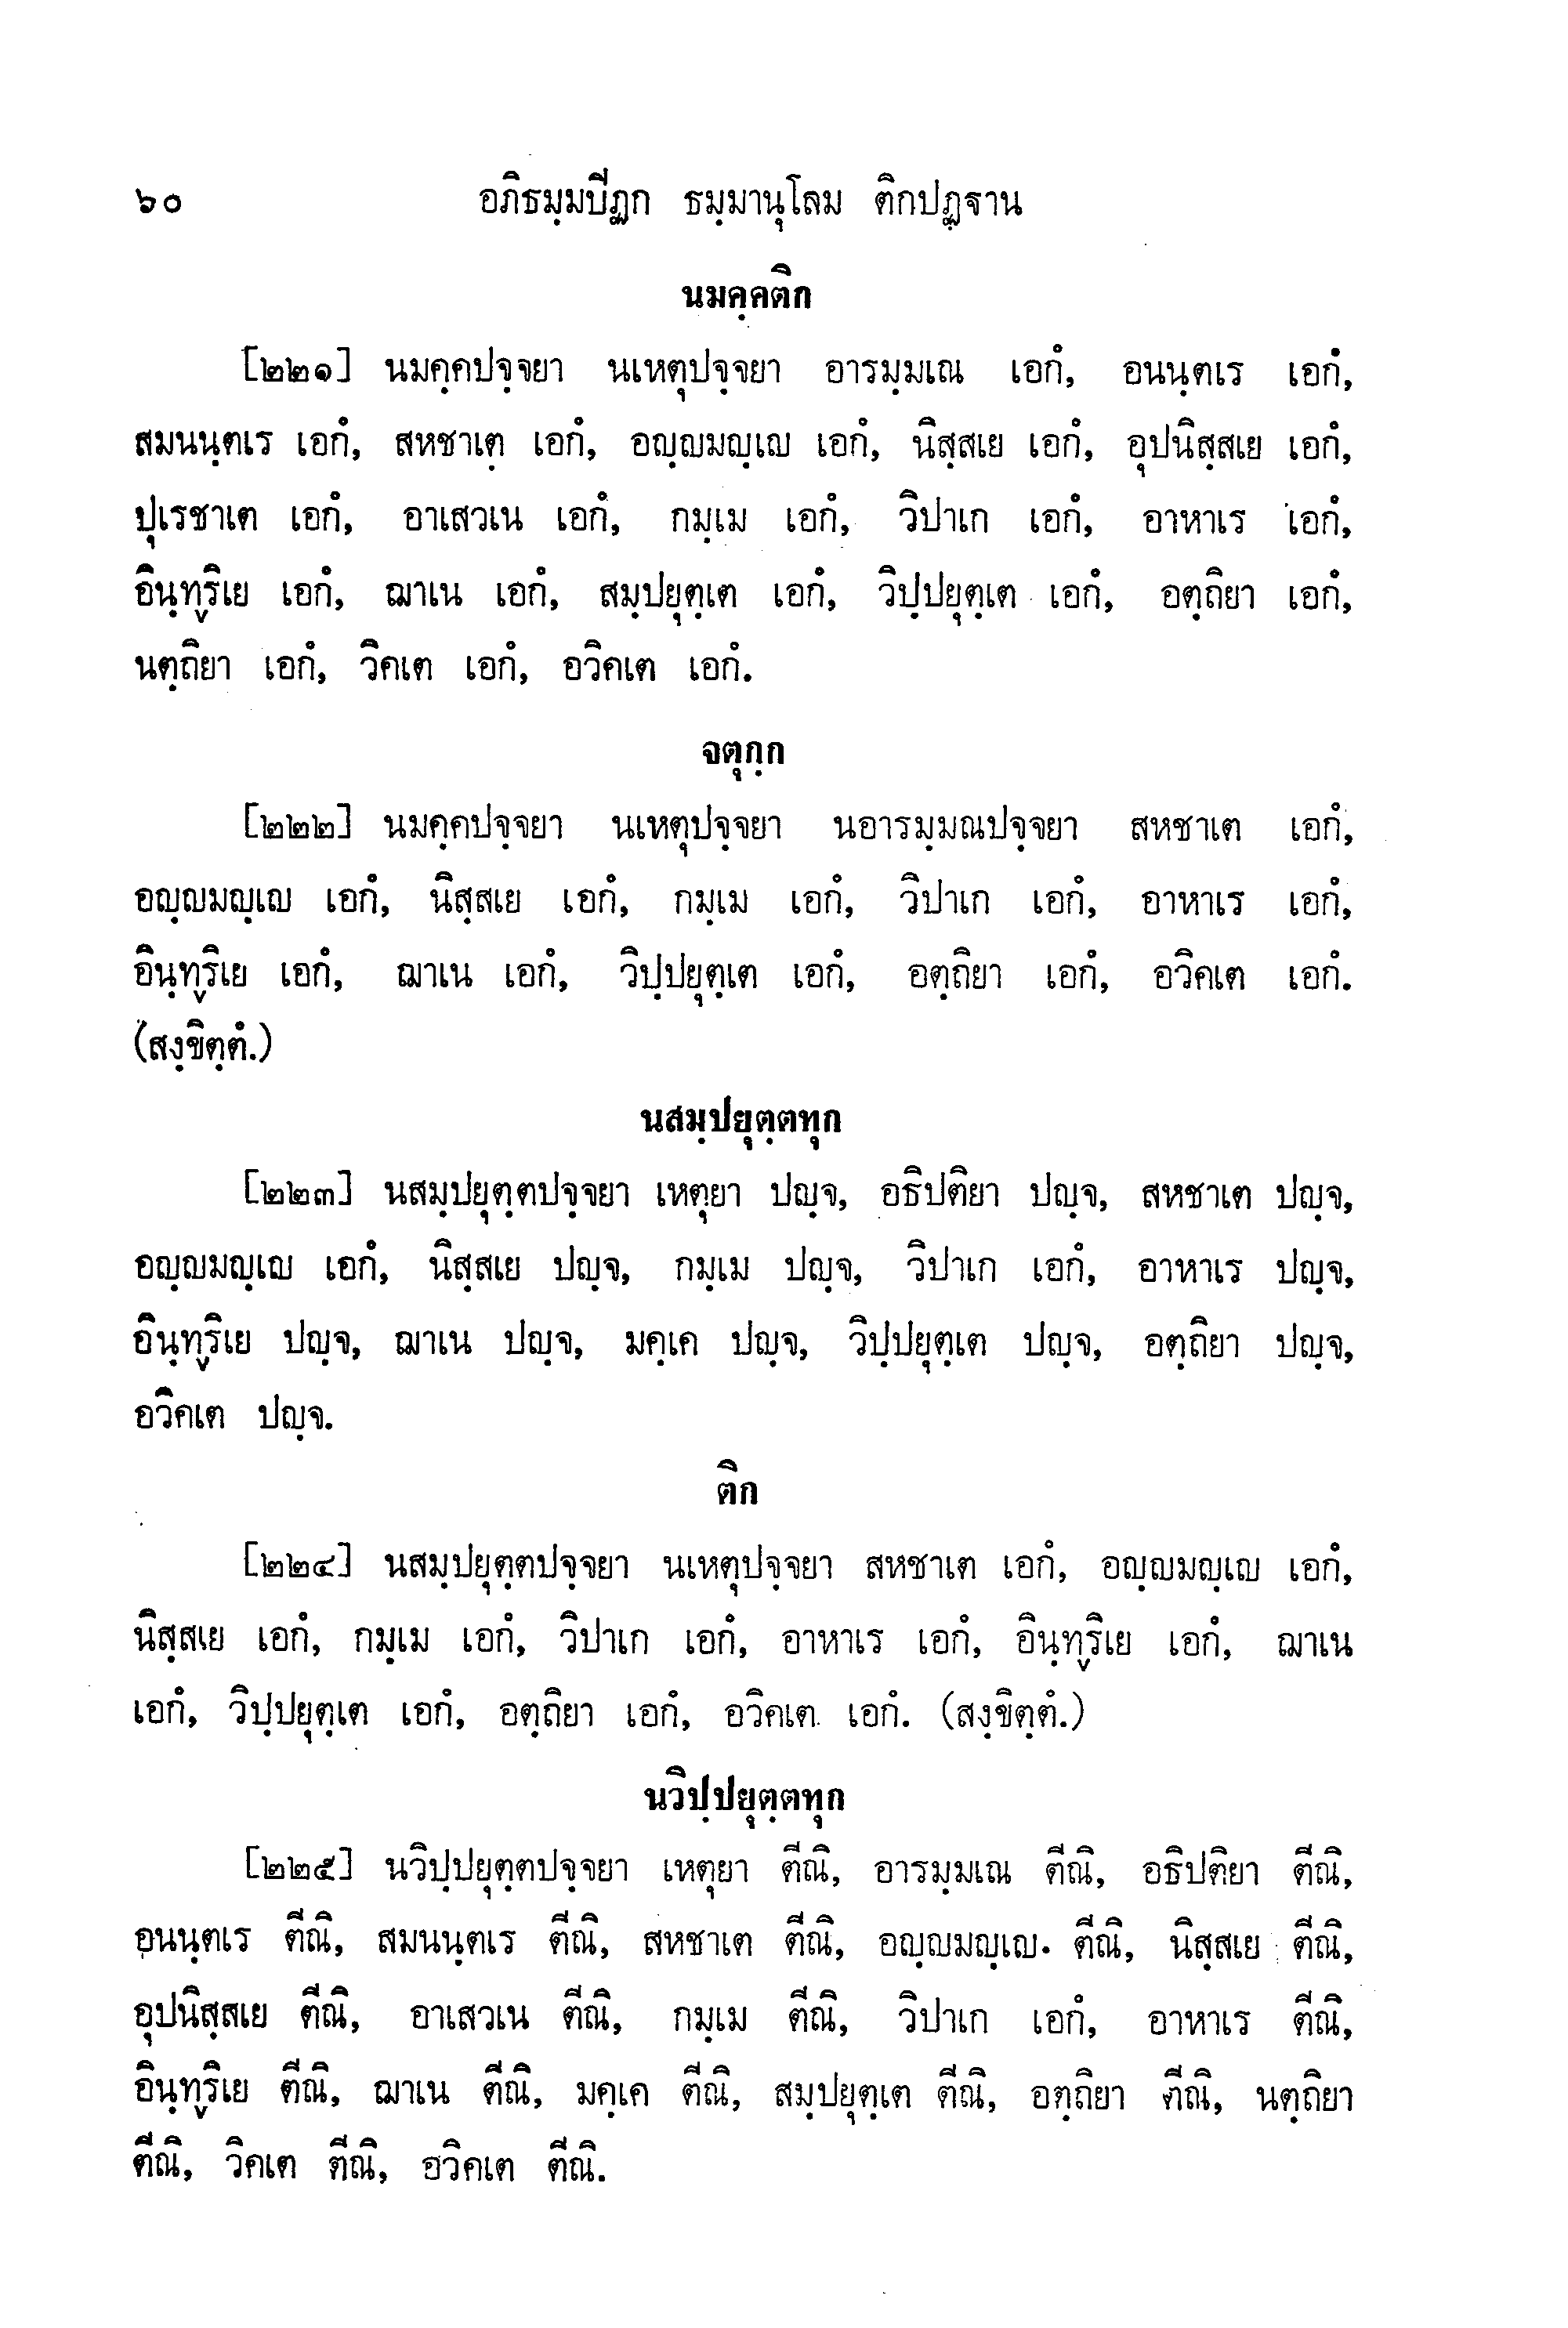 ๖๐ อภิธมฺมปีฏก ธมฺมานุโลม ติกปฏฺฐาน
นมคฺคติก
[๒๒๑] นมคฺคปจฺจยา นเหตุปจฺจยา อารมฺมเณ เอกํ, อนนฺตเร เอกํ,
สมนนฺตเร เอกํ, สหชาเต เอกํ, อญฺญมญฺเญ เอกํ, นิสฺสเย เอกํ, อุปนิสฺสเย เอกํ,
ปุเรชาเต เอกํ, อาเสวเน เอกํ, กมฺเม เอกํ, วิปาเก เอกํ, อาหาเร เอกํ,
อินฺทฺริเย เอกํ, ฌาเน เอกํ, สมฺปยุตฺเต เอกํ, วิปฺปยุตฺเต เอกํ, อตฺถิยา เอกํ,
นตฺถิยา เอกํ, วิคเต เอกํ, อวิคเต เอกํ.
จตุกฺก
[๒๒๒] นมคฺคปจฺจยา นเหตุปจฺจยา นอารมฺมณปจฺจยา สหชาเต เอกํ,
อญฺญมญฺเญ เอกํ, นิสฺสเย เอกํ, กมฺเม เอกํ, วิปาเก เอกํ, อาหาเร เอกํ,
อินฺทฺริเย เอกํ, ฌาเน เอกํ, วิปฺปยุตฺเต เอกํ, อตฺถิยา เอกํ, อวิคเต เอกํ.
(สงฺขิตฺตํ.)
นสมฺปยุตฺตทุก
[๒๒๓] นสมฺปยุตฺตปจฺจยา เหตุยา ปญฺจ, อธิปติยา ปญฺจ, สหชาเต ปญฺจ,
อญฺญมญฺเญ เอกํ, นิสฺสเย ปญฺจ, กมฺเม ปญฺจ, วิปาเก เอกํ, อาหาเร ปญฺจ,
อินฺทฺริเย ปญฺจ, ฌาเน ปญฺจ, มคฺเค ปญฺจ, วิปฺปยุตฺเต ปญฺจ, อตฺถิยา ปญฺจ,
อวิคเต ปญฺจ.
ติก
[๒๒๔] นสมฺปยุตฺตปจฺจยา นเหตุปจฺจยา สหชาเต เอกํ, อญฺญมญฺเญ เอกํ,
นิสฺสเย เอกํ, กมฺเม เอกํ, วิปาเก เอกํ, อาหาเร เอกํ, อินฺทฺริเย เอกํ, ฌาเน
เอกํ, วิปฺปยุตฺเต เอกํ, อตฺถิยา เอกํ, อวิคเต เอกํ. (สงฺขิตฺตํ.)
นวิปฺปยุตฺตทุก
[๒๒๕] นวิปฺปยุตฺตปจฺจยา เหตุยา ตีณิ, อารมฺมเณ ตีณิ, อธิปติยา ตีณิ,
อนนฺตเร ตีณิ, สมนนฺตเร ตีณิ, สหชาเต ตีณิ, อญฺญมญฺเญ ตีณิ, นิสฺสเย ตีณิ,
อุปนิสฺสเย ตีณิ, อาเสวเน ตีณิ, กมฺเม ตีณิ, วิปาเก เอกํ, อาหาเร ตีณิ,
อินฺทฺริเย ตีณิ, ฌาเน ตีณิ, มคฺเค ตีณิ, สมฺปยุตฺเต ตีณิ, อตฺถิยา ตีณิ, นตฺถิยา
ตีณิ, วิคเต ตีณิ, อวิคเต ตีณิ.